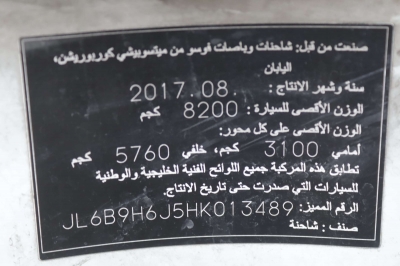 صنعت من قبل: شاحنات وباصات فوسو من ميتسوبيشي كوربوريشن,
اليابان
سنة وشهر الانتاج : 2017.08.
الوزن الأقصى للسيارة : 8200 كجم
الوزن الأقصى على كل محور:
أمامي 3100 كجم, خلفي 5760 كجم
تطابق هذه المركبة جميع اللوائح الفنية الخليجية والوطنية
للسيارات التي صدرت حتى تاريخ الانتاج.
الرقم المميز: JL6B9H6J5HK013489
صنف : شاحنة